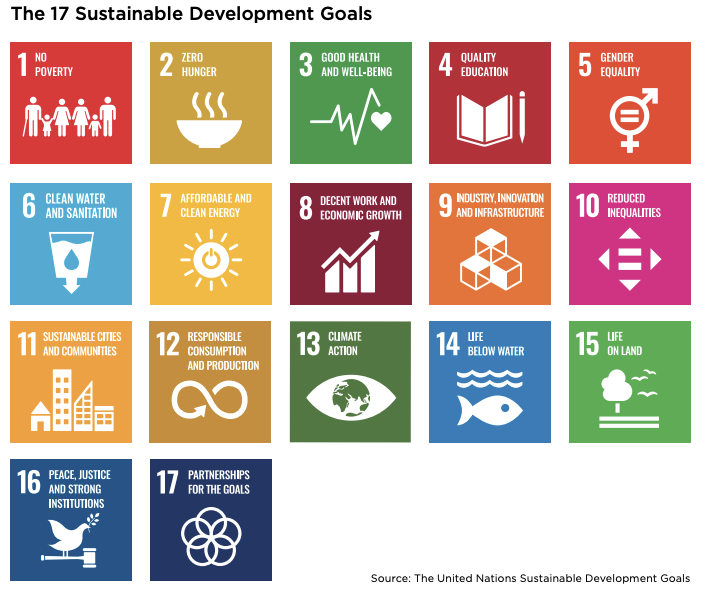 The 17 Sustainable Development Goals
1 NO
POVERTY
2 ZERO
HUNGER
3 GOOD HEALTH
AND WELL-BEING
4 QUALITY
EDUCATION
5 GENDER
EQUALITY
6 CLEAN WATER
AND SANITATION
7 AFFORDABLE AND
CLEAN ENERGY
8 DECENT WORK AND
ECONOMIC GROWTH
9 INDUSTRY, INNOVATION
AND INFRASTRUCTURE
10 REDUCED
INEQUALITIES
11 SUSTAINABLE CITIES
AND COMMUNITIES
12 RESPONSIBLE
CONSUMPTION
AND PRODUCTION
13 CLIMATE
ACTION
14 LIFE
BELOW WATER
15 LIFE
ON LAND
16 PEACE, JUSTICE
AND STRONG
INSTITUTIONS
17 PARTNERSHIPS
FOR THE GOALS
Source: The United Nations Sustainable Development Goals